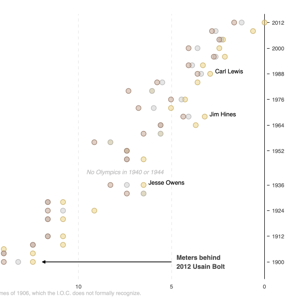 2012
2000
Carl Lewis
1988
1976
Jim Hines
1964
1952
No Olympics in 1940 or 1944
Jesse Owens
1936
1924
1912
Meters behind
2012 Usain Bolt
1900
10
5
0
mes of 1906, which the I.O.C. does not formally recognize.